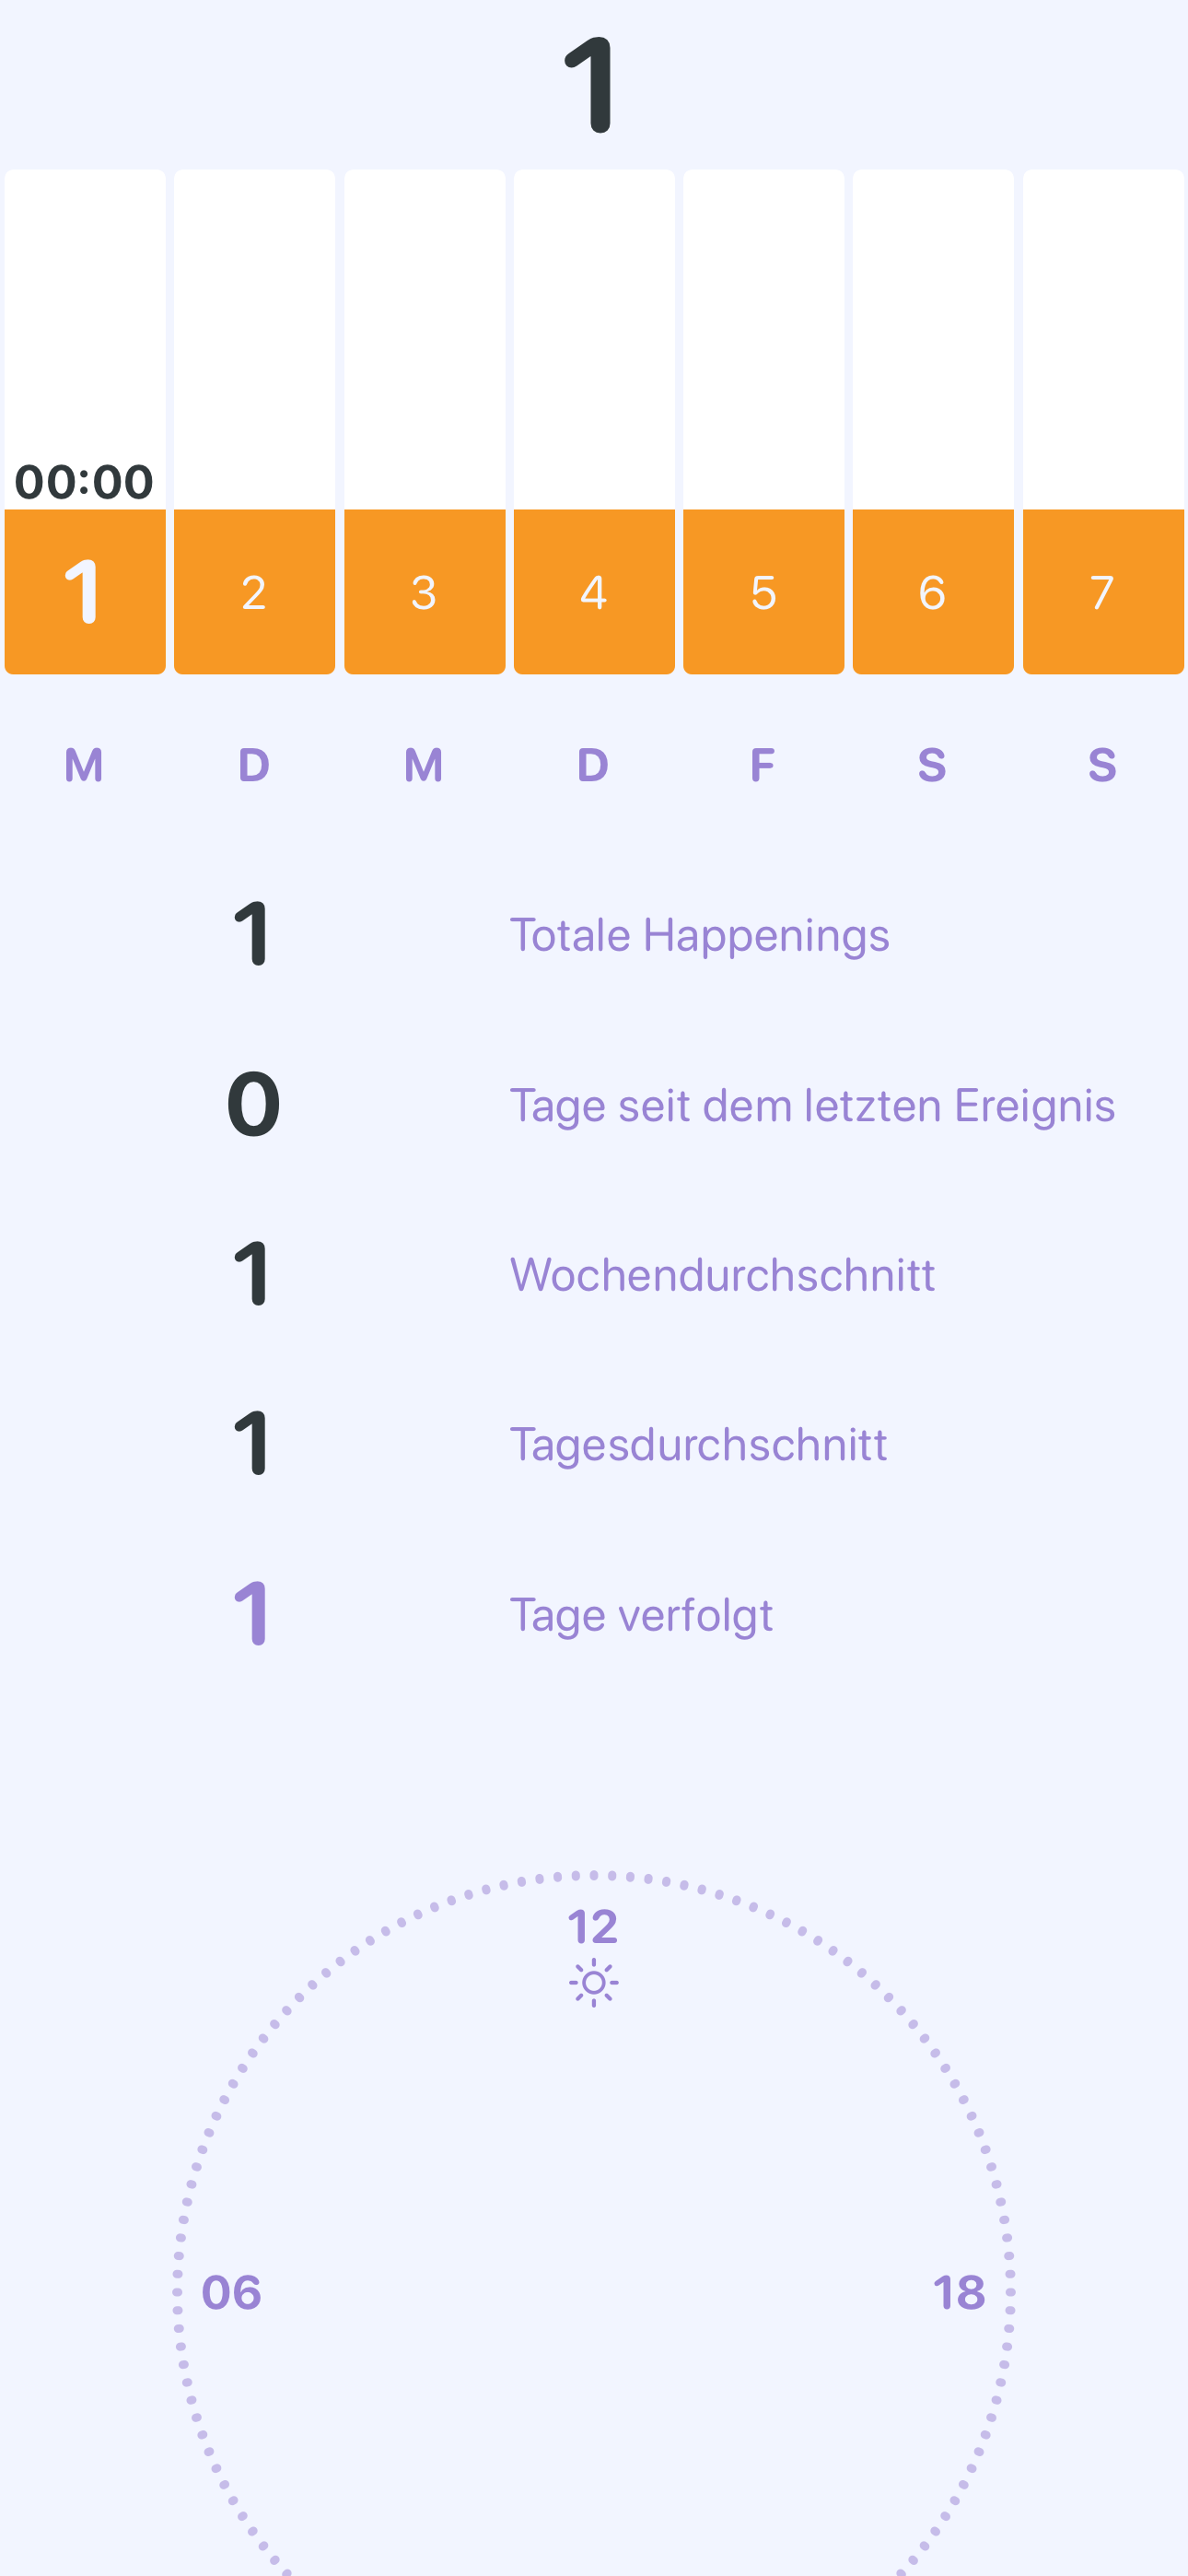 1
00:00
1 2 3 4 5 6 7
M D M D F S S
1 Totale Happenings
0 Tage seit dem letzten Ereignis
1 Wochendurchschnitt
1 Tagesdurchschnitt
1 Tage verfolgt
12
06 18